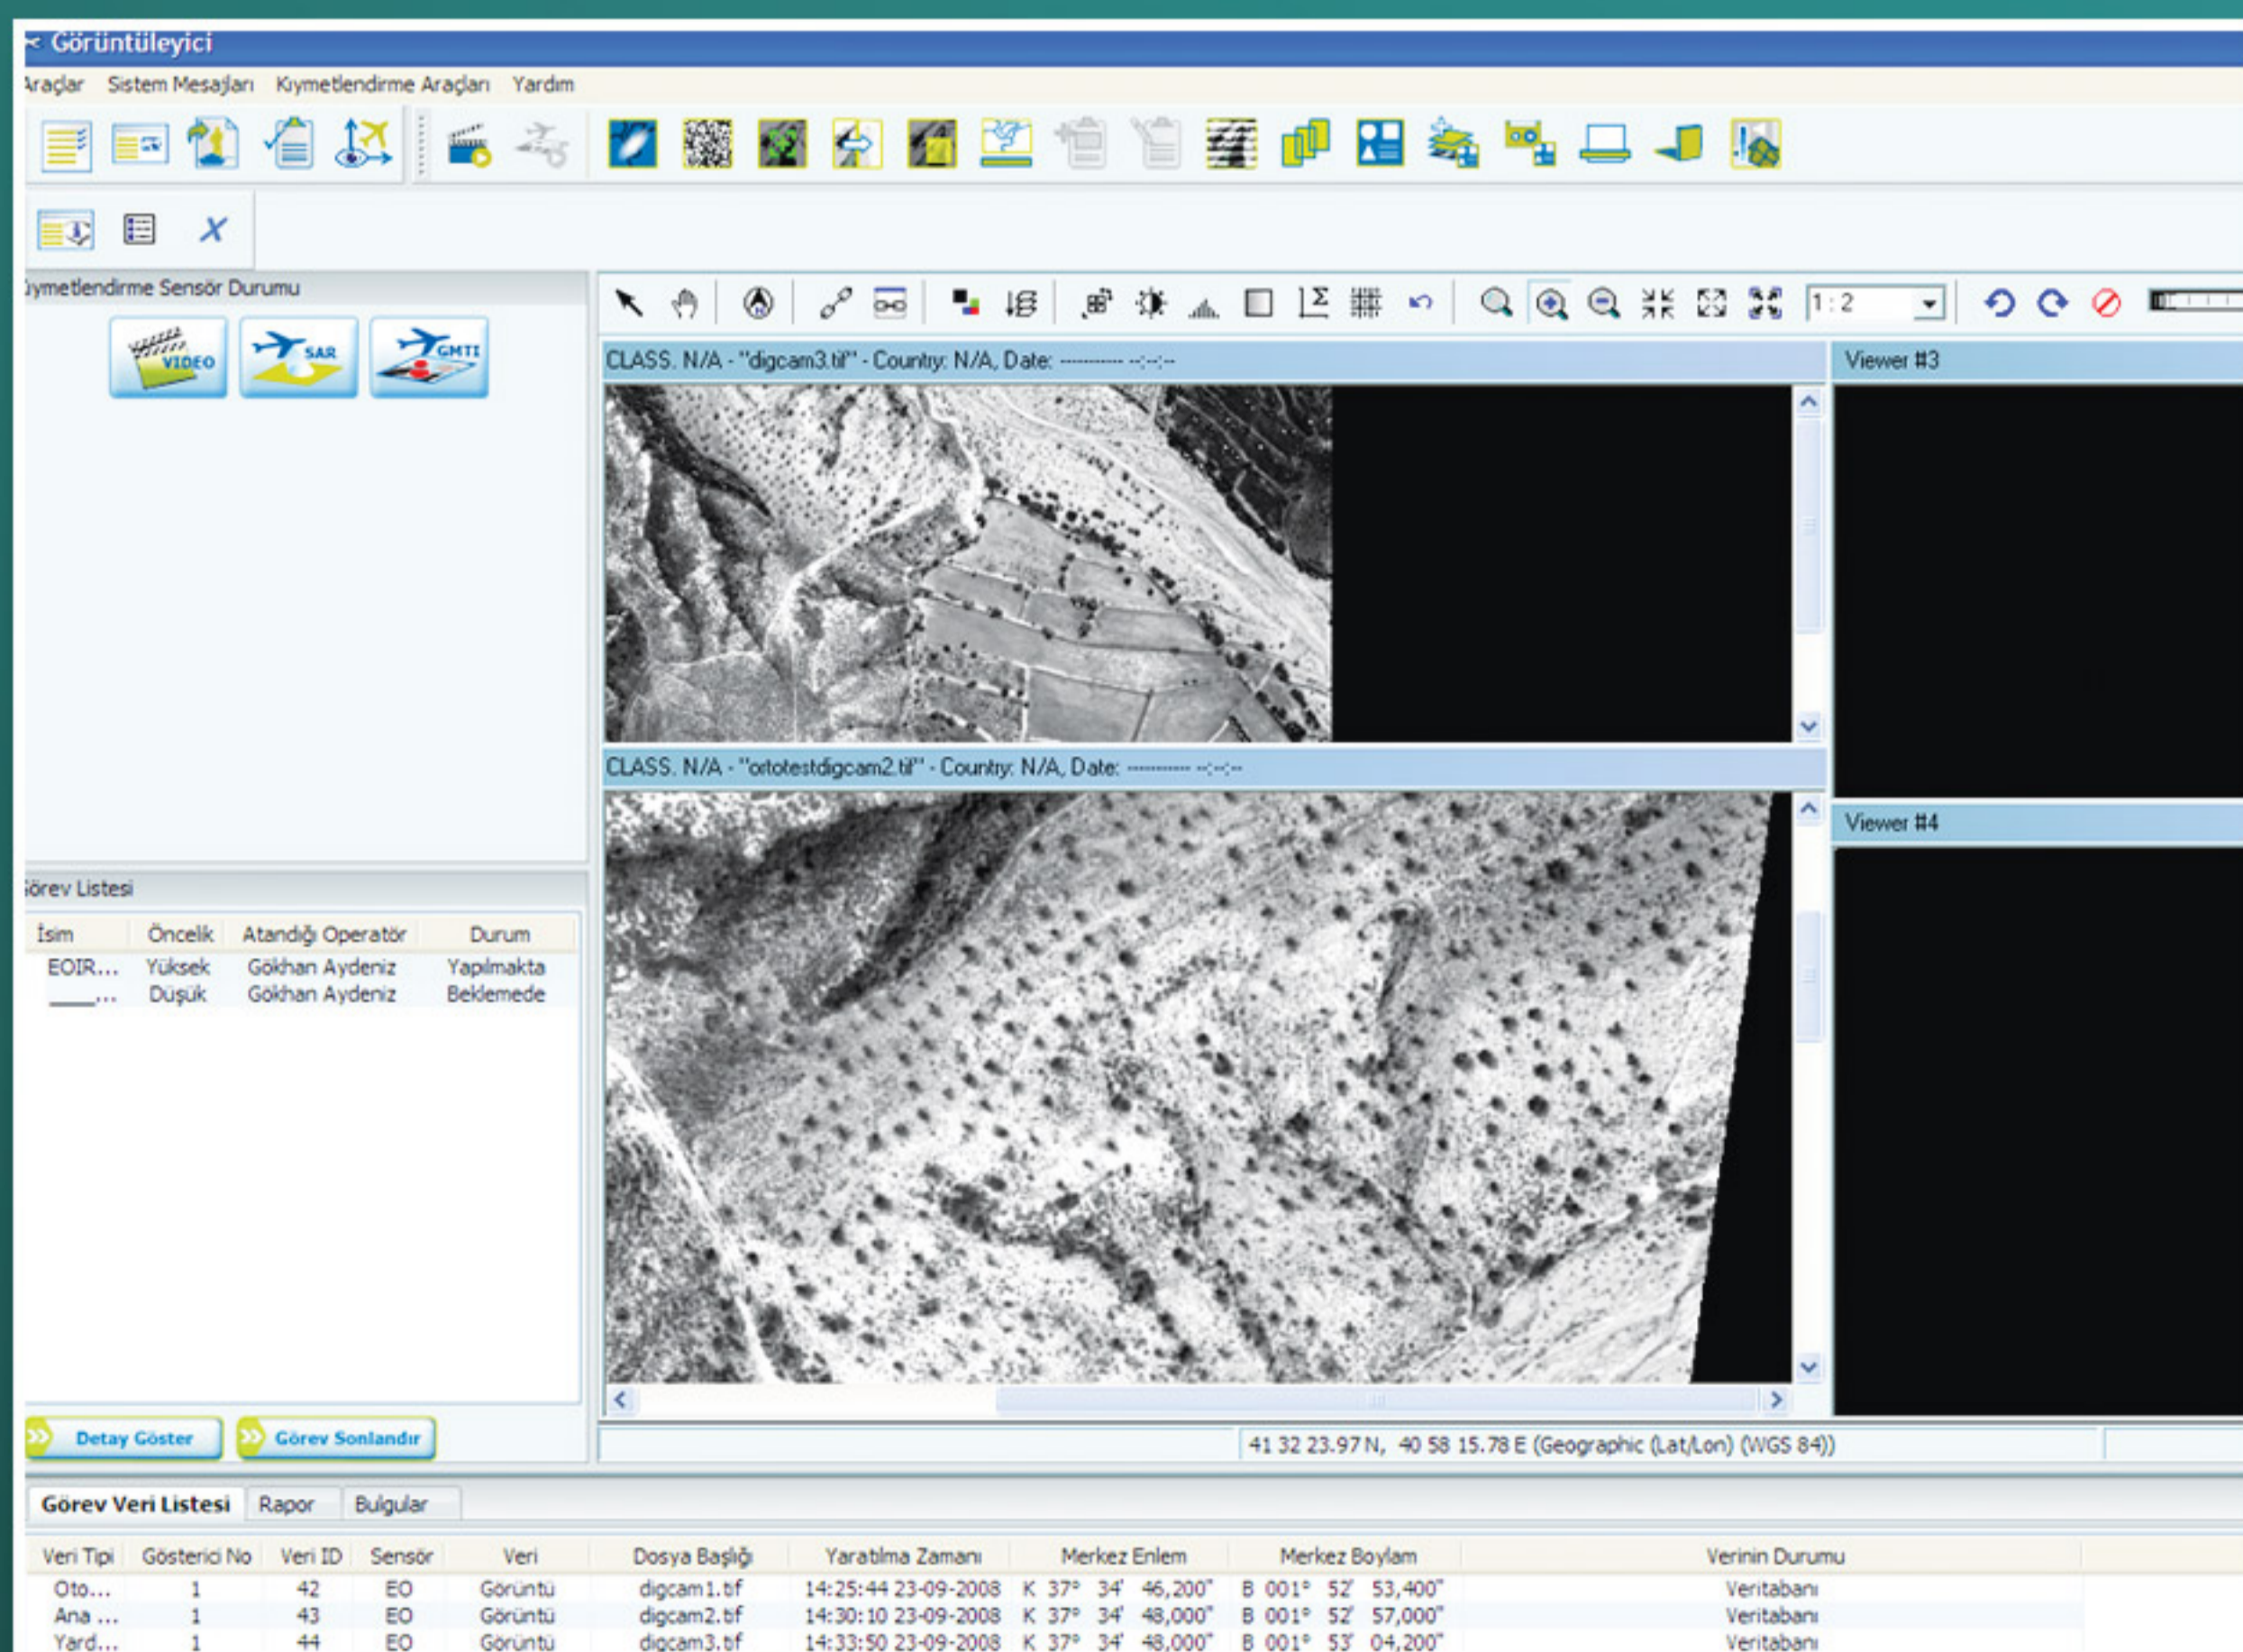 Görüntüleyici
Araçlar Sistem Mesajları Kıymetlendirme Araçları Yardım
ıymetlendirme Sensör Durumu
VIDEO SAR GMTI
1 : 2
CLASS. N/A - "digcam3.tif" - Country: N/A, Date: ----------- --:--:--
Viewer #3
CLASS. N/A - "ortotestdigcam2.tif" - Country: N/A, Date: ----------- --:--:--
Viewer #4
Görev Listesi
İsim Öncelik Atandığı Operatör Durum
EOIR... Yüksek Gökhan Aydeniz Yapılmakta
____... Düşük Gökhan Aydeniz Beklemede
Detay Göster Görev Sonlandır
41 32 23.97 N, 40 58 15.78 E (Geographic (Lat/Lon) (WGS 84))
Görev Veri Listesi Rapor Bulgular
Veri Tipi Gösterici No Veri ID Sensör Veri Dosya Başlığı Yaratılma Zamanı Merkez Enlem Merkez Boylam Verinin Durumu
Oto... 1 42 EO Görüntü digcam1.tif 14:25:44 23-09-2008 K 37° 34' 46,200" B 001° 52' 53,400" Veritabanı
Ana ... 1 43 EO Görüntü digcam2.tif 14:30:10 23-09-2008 K 37° 34' 48,000" B 001° 52' 57,000" Veritabanı
Yard... 1 44 EO Görüntü digcam3.tif 14:33:50 23-09-2008 K 37° 34' 48,000" B 001° 53' 04,200" Veritabanı